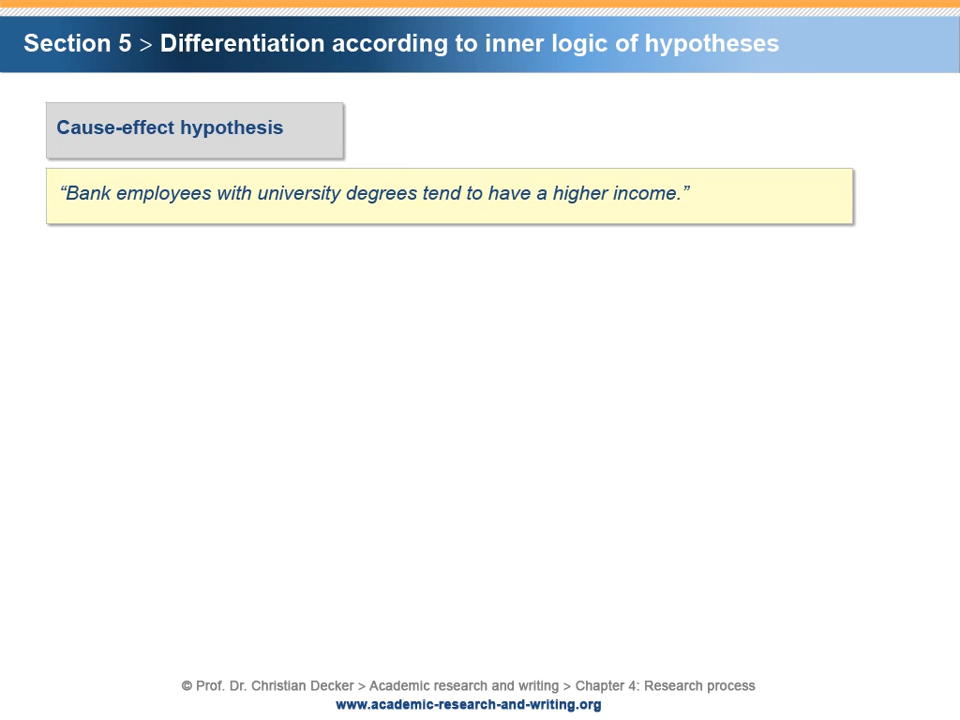 Section 5 > Differentiation according to inner logic of hypotheses
Cause-effect hypothesis
“Bank employees with university degrees tend to have a higher income.”
© Prof. Dr. Christian Decker > Academic research and writing > Chapter 4: Research process
www.academic-research-and-writing.org